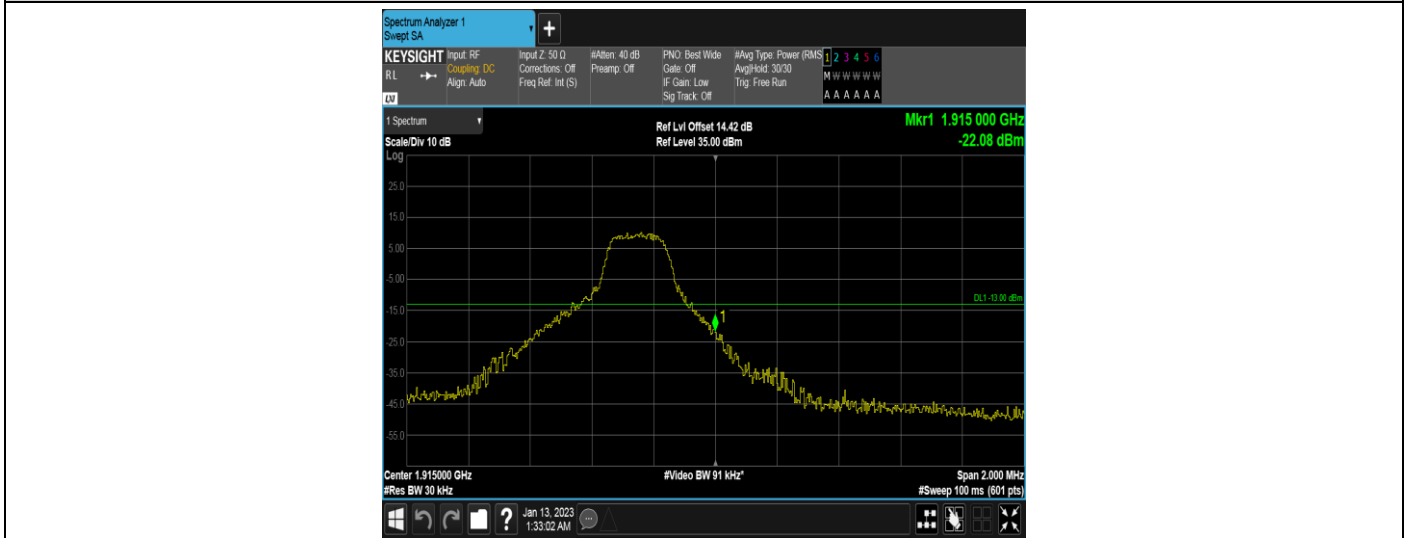 Spectrum Analyzer 1
Swept SA
+
KEYSIGHT Input: RF Input Z: 50 Ω #Atten: 40 dB PNO: Best Wide #Avg Type: Power (RMS 1 2 3 4 5 6
RL Coupling: DC Corrections: Off Preamp: Off Gate: Off Avg|Hold: 30/30 M W W W W W
Align: Auto Freq Ref: Int (S) IF Gain: Low Trig: Free Run
LXI Sig Track: Off A A A A A A
1 Spectrum
Ref Lvl Offset 14.42 dB Mkr1 1.915 000 GHz
Scale/Div 10 dB Ref Level 35.00 dBm -22.08 dBm
Log
25.0
15.0
5.00
-5.00
DL1 -13.00 dBm
-15.0
1
-25.0
-35.0
-45.0
-55.0
Center 1.915000 GHz #Video BW 91 kHz* Span 2.000 MHz
#Res BW 30 kHz #Sweep 100 ms (601 pts)
? Jan 13, 2023
1:33:02 AM